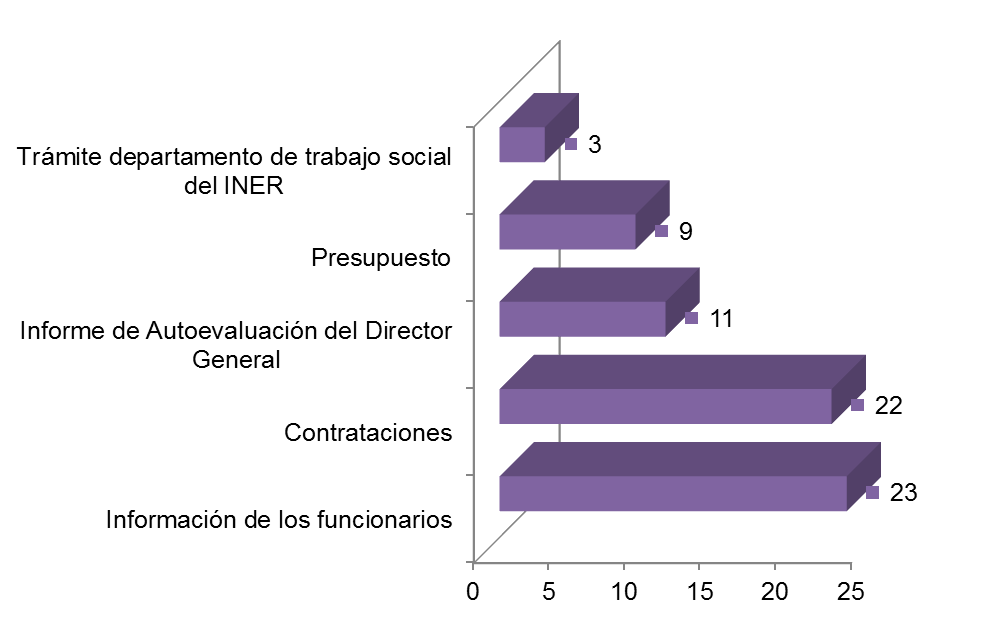 3
Trámite departamento de trabajo social
del INER
9
Presupuesto
11
Informe de Autoevaluación del Director
General
22
Contrataciones
23
Información de los funcionarios
0 5 10 15 20 25